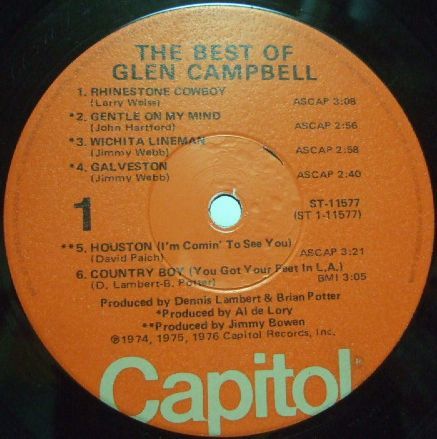 THE BEST OF
GLEN CAMPBELL
1. RHINESTONE COWBOY
(Larry Weiss) ASCAP 3:08
*2. GENTLE ON MY MIND
(John Hartford) ASCAP 2:56
*3. WICHITA LINEMAN
(Jimmy Webb) ASCAP 2:58
*4. GALVESTON
(Jimmy Webb) ASCAP 2:40
1
ST-11577
(ST 1-11577)
**5. HOUSTON (I'm Comin' To See You)
(David Paich) ASCAP 3:21
6. COUNTRY BOY (You Got Your Feet In L.A.)
(D. Lambert-B. Potter) BMI 3:05
Produced by Dennis Lambert & Brian Potter
*Produced by Al de Lory
**Produced by Jimmy Bowen
℗1974, 1975, 1976 Capitol Records, Inc.
Capitol®